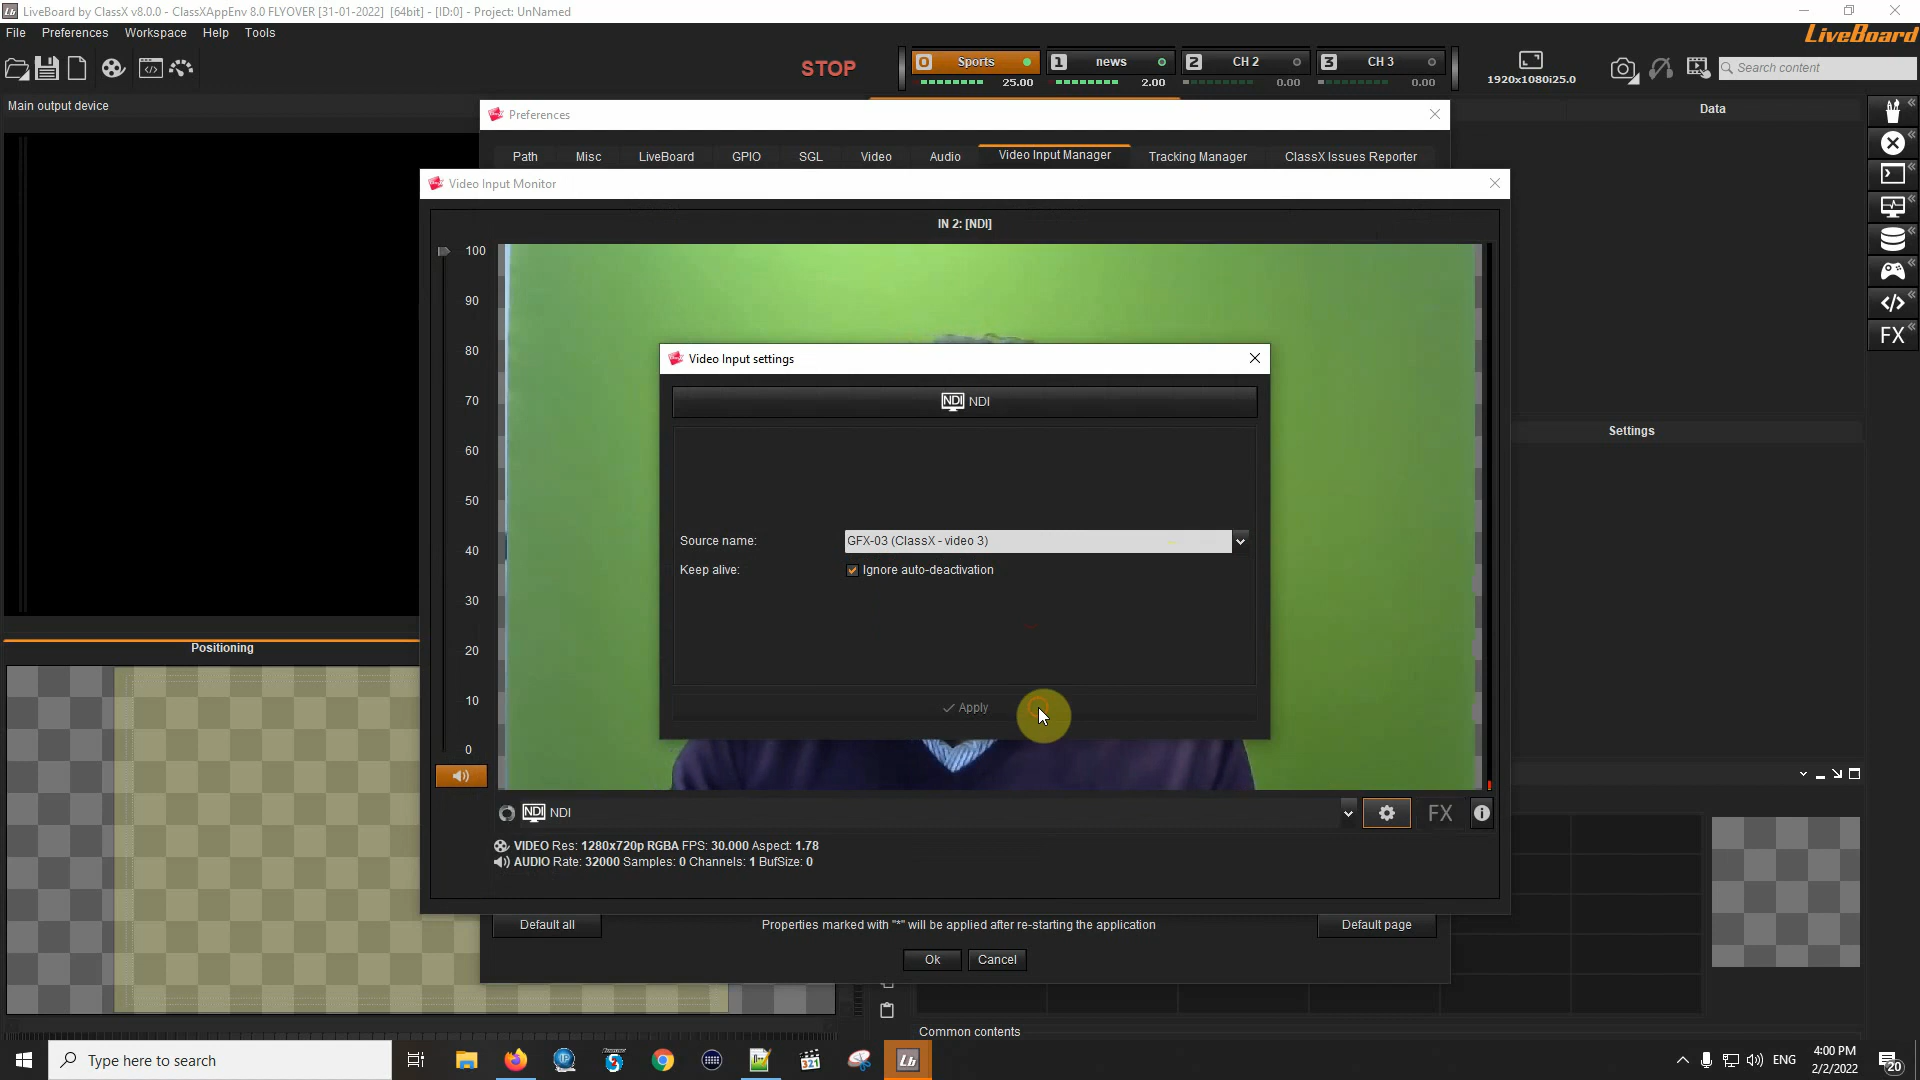 LiveBoard by ClassX v8.0.0 - ClassXAppEnv 8.0 FLYOVER [31-01-2022] [64bit] - [ID:0] - Project: UnNamed
File Preferences Workspace Help Tools
LiveBoard
STOP
0 Sports 25.00
1 news 2.00
2 CH 2 0.00
3 CH 3 0.00
1920x1080i25.0
Search content
Main output device
Data
Preferences
Path Misc LiveBoard GPIO SGL Video Audio Video Input Manager Tracking Manager ClassX Issues Reporter
Video Input Monitor
IN 2: [NDI]
100
90
80
70
60
50
40
30
20
10
0
Video Input settings
NDI NDI
Source name: GFX-03 (ClassX - video 3)
Keep alive: Ignore auto-deactivation
Apply
FX
Settings
Positioning
NDI NDI
FX
VIDEO Res: 1280x720p RGBA FPS: 30.000 Aspect: 1.78
AUDIO Rate: 32000 Samples: 0 Channels: 1 BufSize: 0
Default all Properties marked with "*" will be applied after re-starting the application Default page
Ok Cancel
Common contents
Type here to search
321
Lb
ENG
4:00 PM
2/2/2022
20